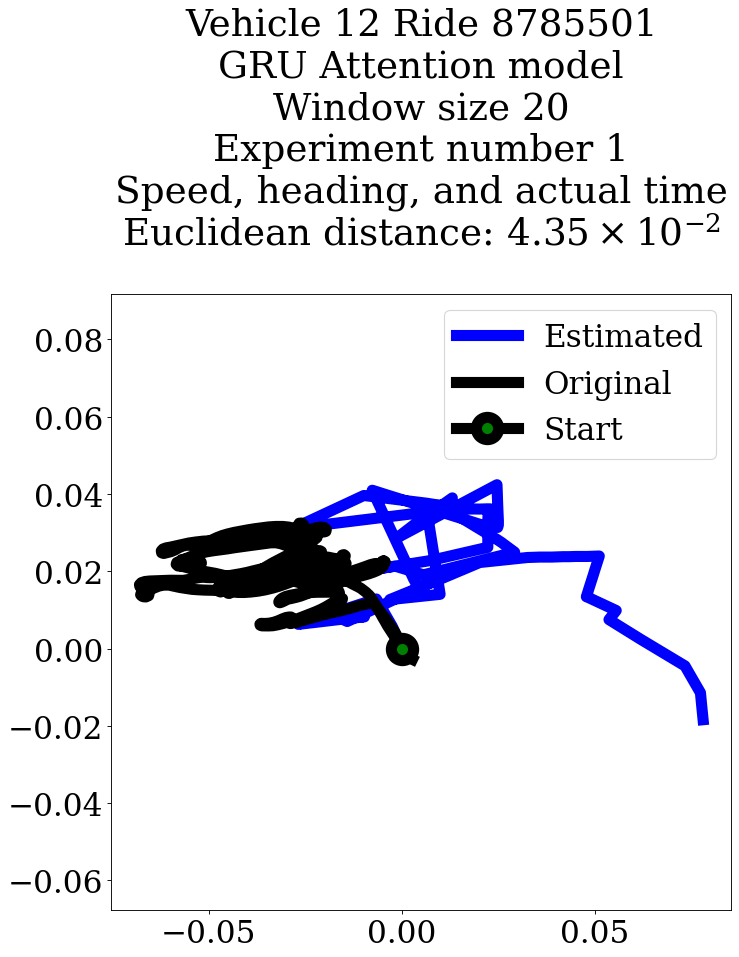 Vehicle 12 Ride 8785501
GRU Attention model
Window size 20
Experiment number 1
Speed, heading, and actual time
Euclidean distance: 4.35 × 10⁻²
Estimated
Original
Start
0.08
0.06
0.04
0.02
0.00
−0.02
−0.04
−0.06
−0.05 0.00 0.05